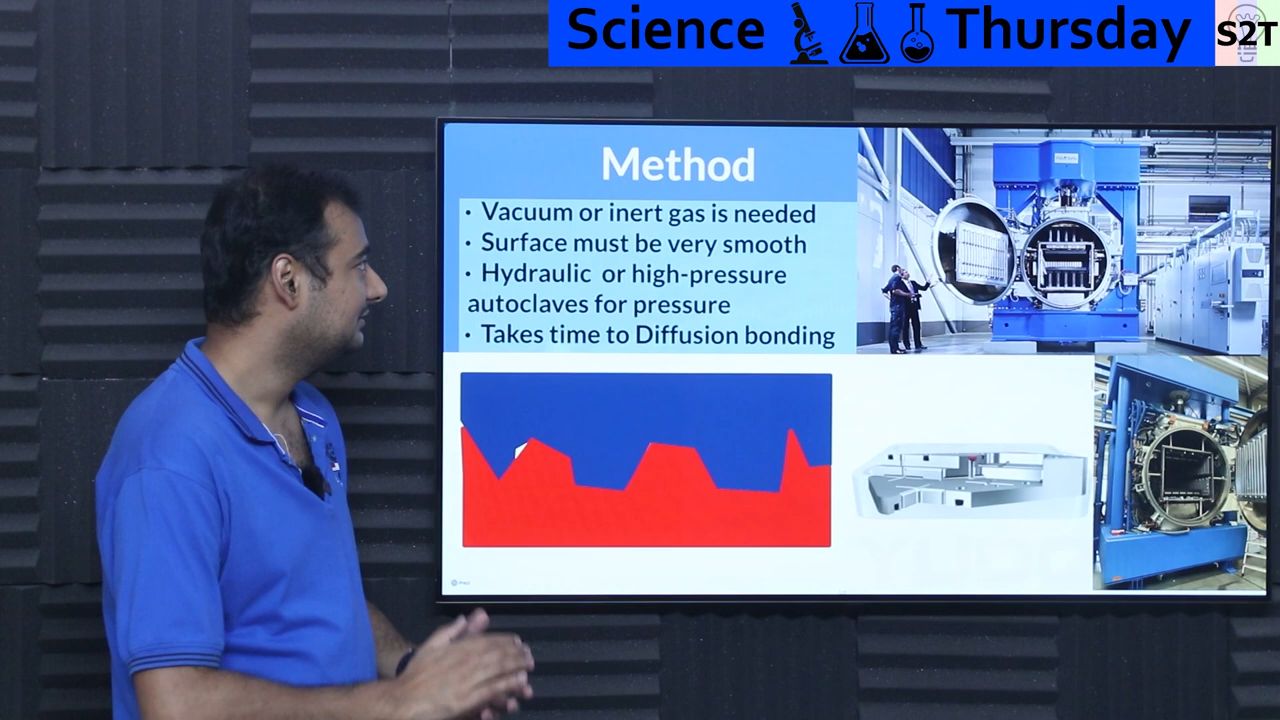 Science Thursday
S2T
Method
· Vacuum or inert gas is needed
· Surface must be very smooth
· Hydraulic or high-pressure
autoclaves for pressure
· Takes time to Diffusion bonding
Prezi